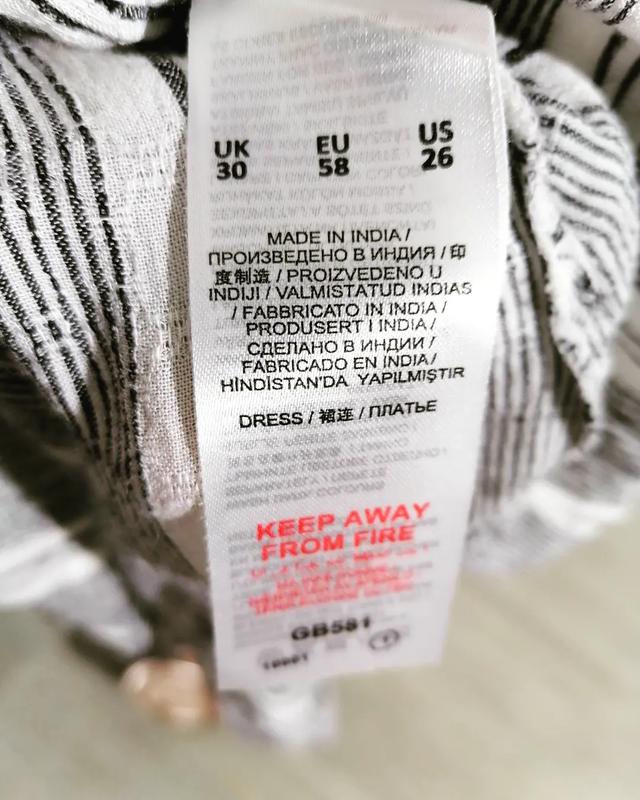 UK EU US
30 58 26
MADE IN INDIA /
ПРОИЗВЕДЕНО В ИНДИЯ / 印
度制造 / PROIZVEDENO U
INDIJI / VALMISTATUD INDIAS
/ FABBRICATO IN INDIA /
PRODUSERT I INDIA /
СДЕЛАНО В ИНДИИ /
FABRICADO EN INDIA /
HİNDİSTAN'DA YAPILMIŞTIR
DRESS / 裙连 / ПЛАТЬЕ
KEEP AWAY
FROM FIRE
GB581